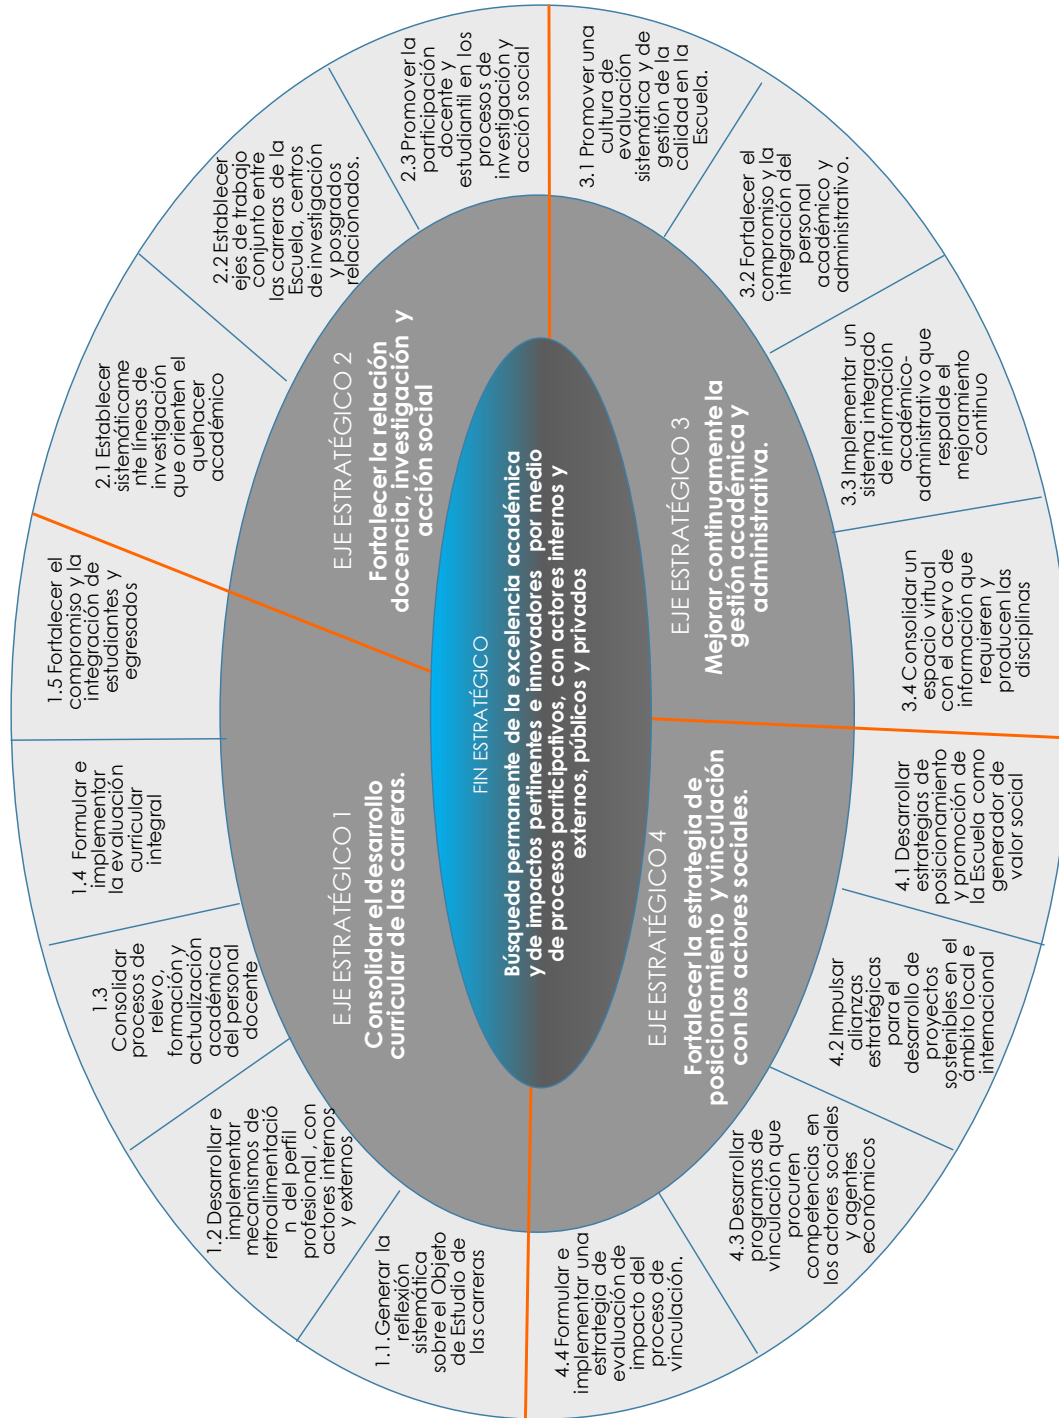 FIN ESTRATÉGICO
Búsqueda permanente de la excelencia académica
y de impactos pertinentes e innovadores por medio
de procesos participativos, con actores internos y
externos, públicos y privados
EJE ESTRATÉGICO 1
Consolidar el desarrollo
curricular de las carreras.
1.1.Generar la
reflexión
sistemática
sobre el Objeto
de Estudio de
las carreras
1.2 Desarrollar e
implementar
mecanismos de
retroalimentació
n del perfil
profesional , con
actores internos
y externos
1.3
Consolidar
procesos de
relevo,
formación y
actualización
académica
del personal
docente
1.4 Formular e
implementar
la evaluación
curricular
integral
1.5 Fortalecer el
compromiso y la
integración de
estudiantes y
egresados
EJE ESTRATÉGICO 2
Fortalecer la relación
docencia, investigación y
acción social
2.1 Establecer
sistemáticame
nte líneas de
investigación
que orienten el
quehacer
académico
2.2 Establecer
ejes de trabajo
conjunto entre
las carreras de la
Escuela, centros
de investigación
y posgrados
relacionados.
2.3 Promover la
participación
docente y
estudiantil en los
procesos de
investigación y
acción social
EJE ESTRATÉGICO 3
Mejorar continuamente la
gestión académica y
administrativa.
3.1 Promover una
cultura de
evaluación
sistemática y de
gestión de la
calidad en la
Escuela.
3.2 Fortalecer el
compromiso y la
integración del
personal
académico y
administrativo.
3.3 Implementar un
sistema integrado
de información
académico-
administrativo que
respalde el
mejoramiento
continuo
3.4 Consolidar un
espacio virtual
con el acervo de
información que
requieren y
producen las
disciplinas
EJE ESTRATÉGICO 4
Fortalecer la estrategia de
posicionamiento y vinculación
con los actores sociales.
4.1 Desarrollar
estrategias de
posicionamiento
y promoción de
la Escuela como
generador de
valor social
4.2 Impulsar
alianzas
estratégicas
para el
desarrollo de
proyectos
sostenibles en el
ámbito local e
internacional
4.3 Desarrollar
programas de
vinculación que
procuren
competencias en
los actores sociales
y agentes
económicos
4.4 Formular e
implementar una
estrategia de
evaluación de
impacto del
proceso de
vinculación.